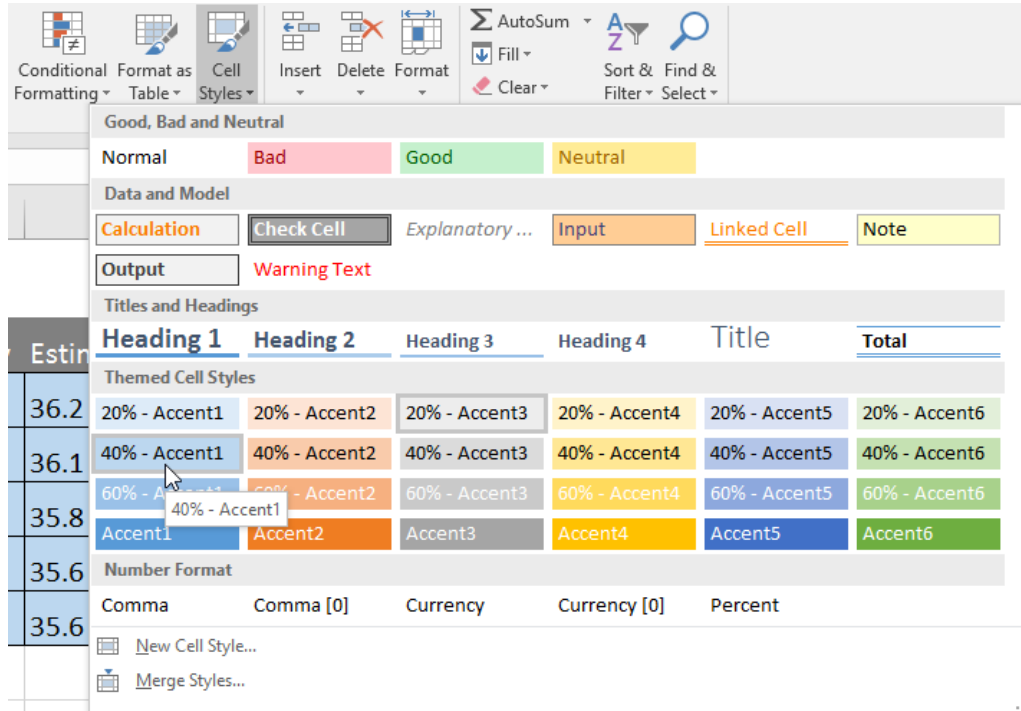 Conditional Formatting
Format as Table
Cell Styles
Insert
Delete
Format
AutoSum
Fill
Clear
Sort & Filter
Find & Select
Good, Bad and Neutral
Normal Bad Good Neutral
Data and Model
Calculation Check Cell Explanatory ... Input Linked Cell Note
Output Warning Text
Titles and Headings
Heading 1 Heading 2 Heading 3 Heading 4 Title Total
Themed Cell Styles
20% - Accent1 20% - Accent2 20% - Accent3 20% - Accent4 20% - Accent5 20% - Accent6
40% - Accent1 40% - Accent2 40% - Accent3 40% - Accent4 40% - Accent5 40% - Accent6
60% - Accent1 60% - Accent2 60% - Accent3 60% - Accent4 60% - Accent5 60% - Accent6
40% - Accent1
Accent1 Accent2 Accent3 Accent4 Accent5 Accent6
Number Format
Comma Comma [0] Currency Currency [0] Percent
New Cell Style...
Merge Styles...
Estin
36.2
36.1
35.8
35.6
35.6